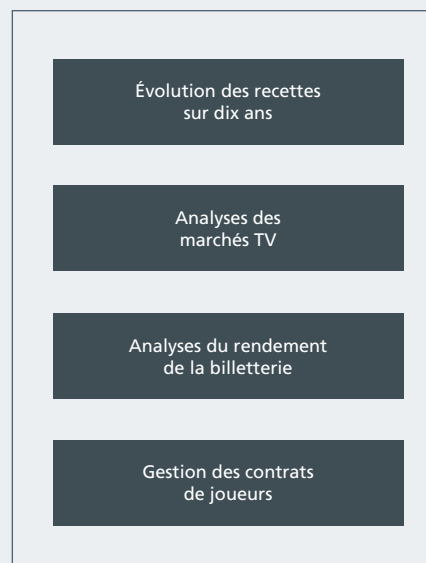 Évolution des recettes
sur dix ans
Analyses des
marchés TV
Analyses du rendement
de la billetterie
Gestion des contrats
de joueurs